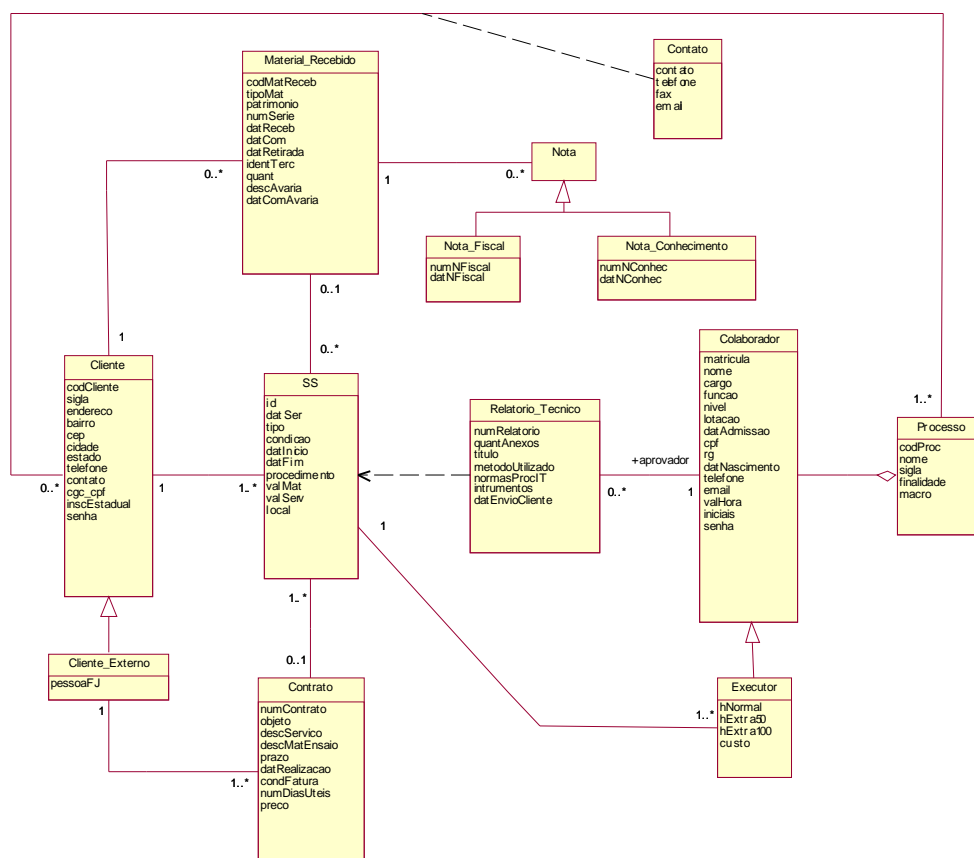 Contato
contato
telefone
fax
email
Material_Recebido
codMatReceb
tipoMat
patrimonio
numSerie
datReceb
datCom
datRetirada
identTerc
quant
descAvaria
datComAvaria
0..*
1
0..*
Nota
Nota_Fiscal
numNFiscal
datNFiscal
Nota_Conhecimento
numNConhec
datNConhec
0..1
0..*
1
Cliente
codCliente
sigla
endereco
bairro
cep
cidade
estado
telefone
contato
cgc_cpf
inscEstadual
senha
0..*
1
1..*
SS
id
datSer
tipo
condicao
datInicio
datFim
procedimento
valMat
valServ
local
1
Relatorio_Tecnico
numRelatorio
quantAnexos
titulo
metodoUtilizado
normasProcIT
intrumentos
datEnvioCliente
+aprovador
0..*
1
Colaborador
matricula
nome
cargo
funcao
nivel
lotacao
datAdmissao
cpf
rg
datNascimento
telefone
email
valHora
iniciais
senha
1..*
Processo
codProc
nome
sigla
finalidade
macro
1..*
0..1
Cliente_Externo
pessoaFJ
1
1..*
Contrato
numContrato
objeto
descServico
descMatEnsaio
prazo
datRealizacao
condFatura
numDiasUteis
preco
1..*
Executor
hNormal
hExtra50
hExtra100
custo